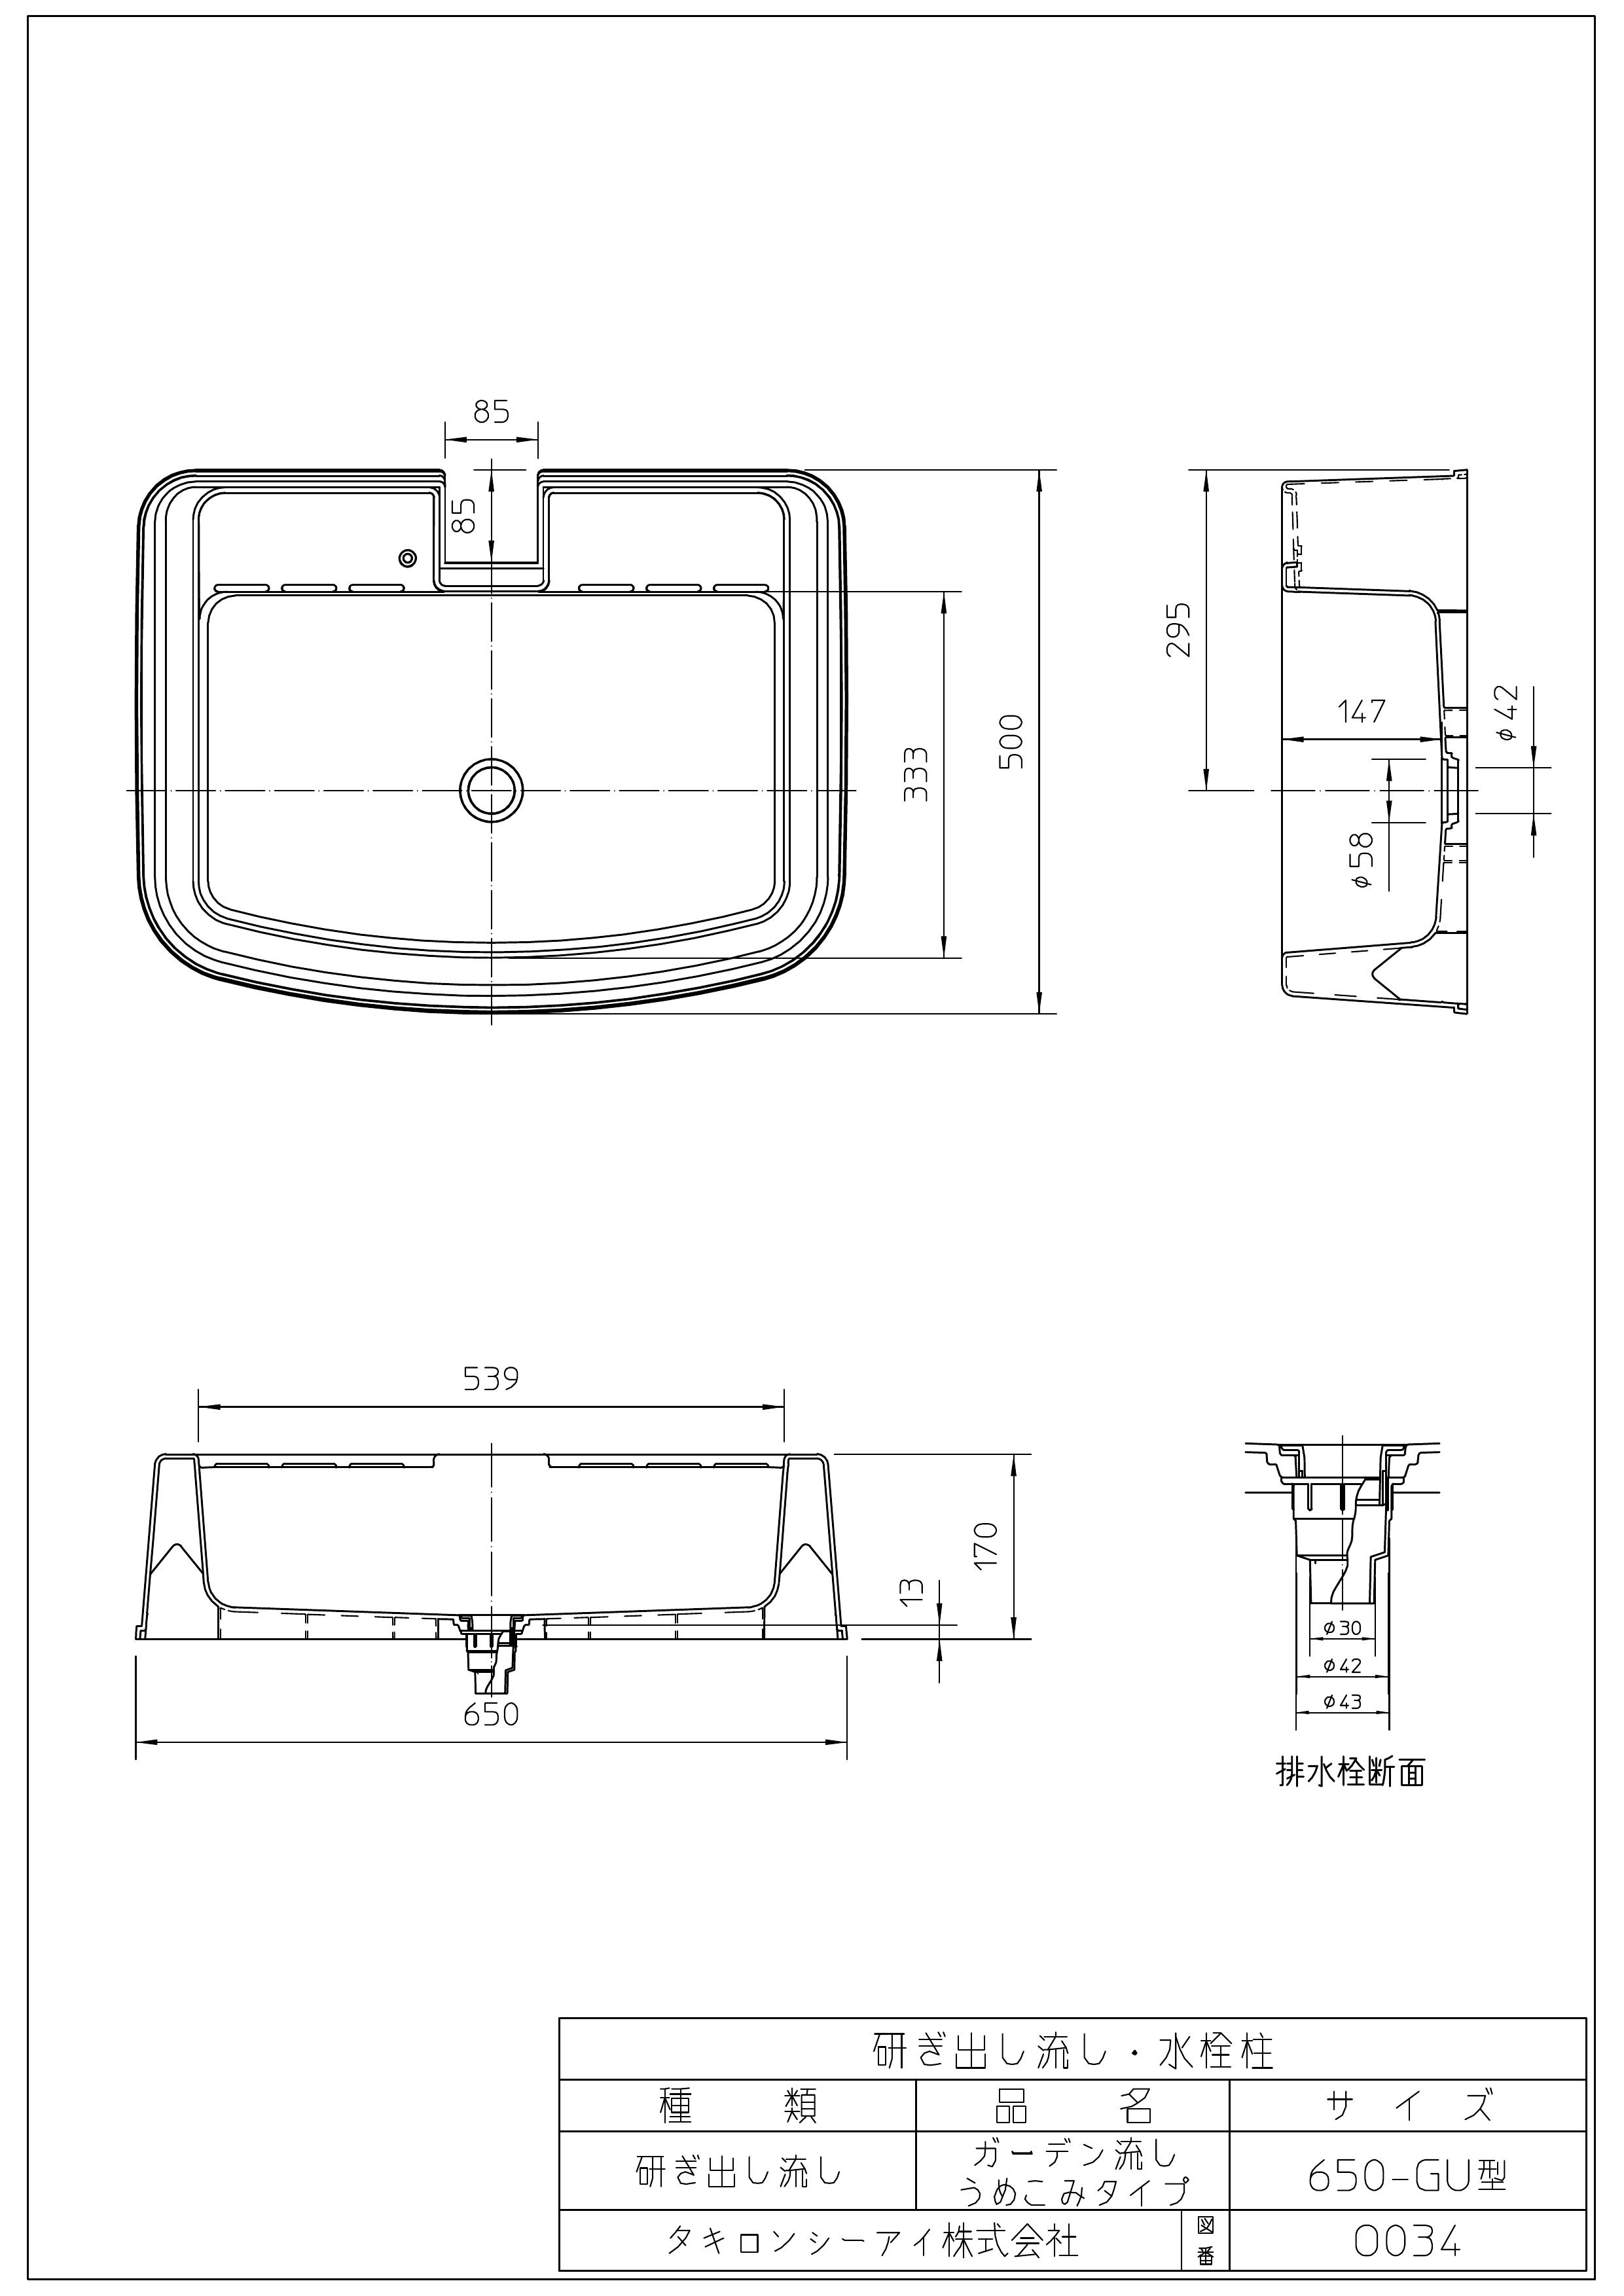 85
85
333
500
295
147
φ42
φ58
539
170
13
650
φ30
φ42
φ43
排水栓断面
研ぎ出し流し・水栓柱
種 類 品 名 サ イ ズ
研ぎ出し流し ガーデン流し
うめこみタイプ 650-GU型
タキロンシーアイ株式会社 図番 0034